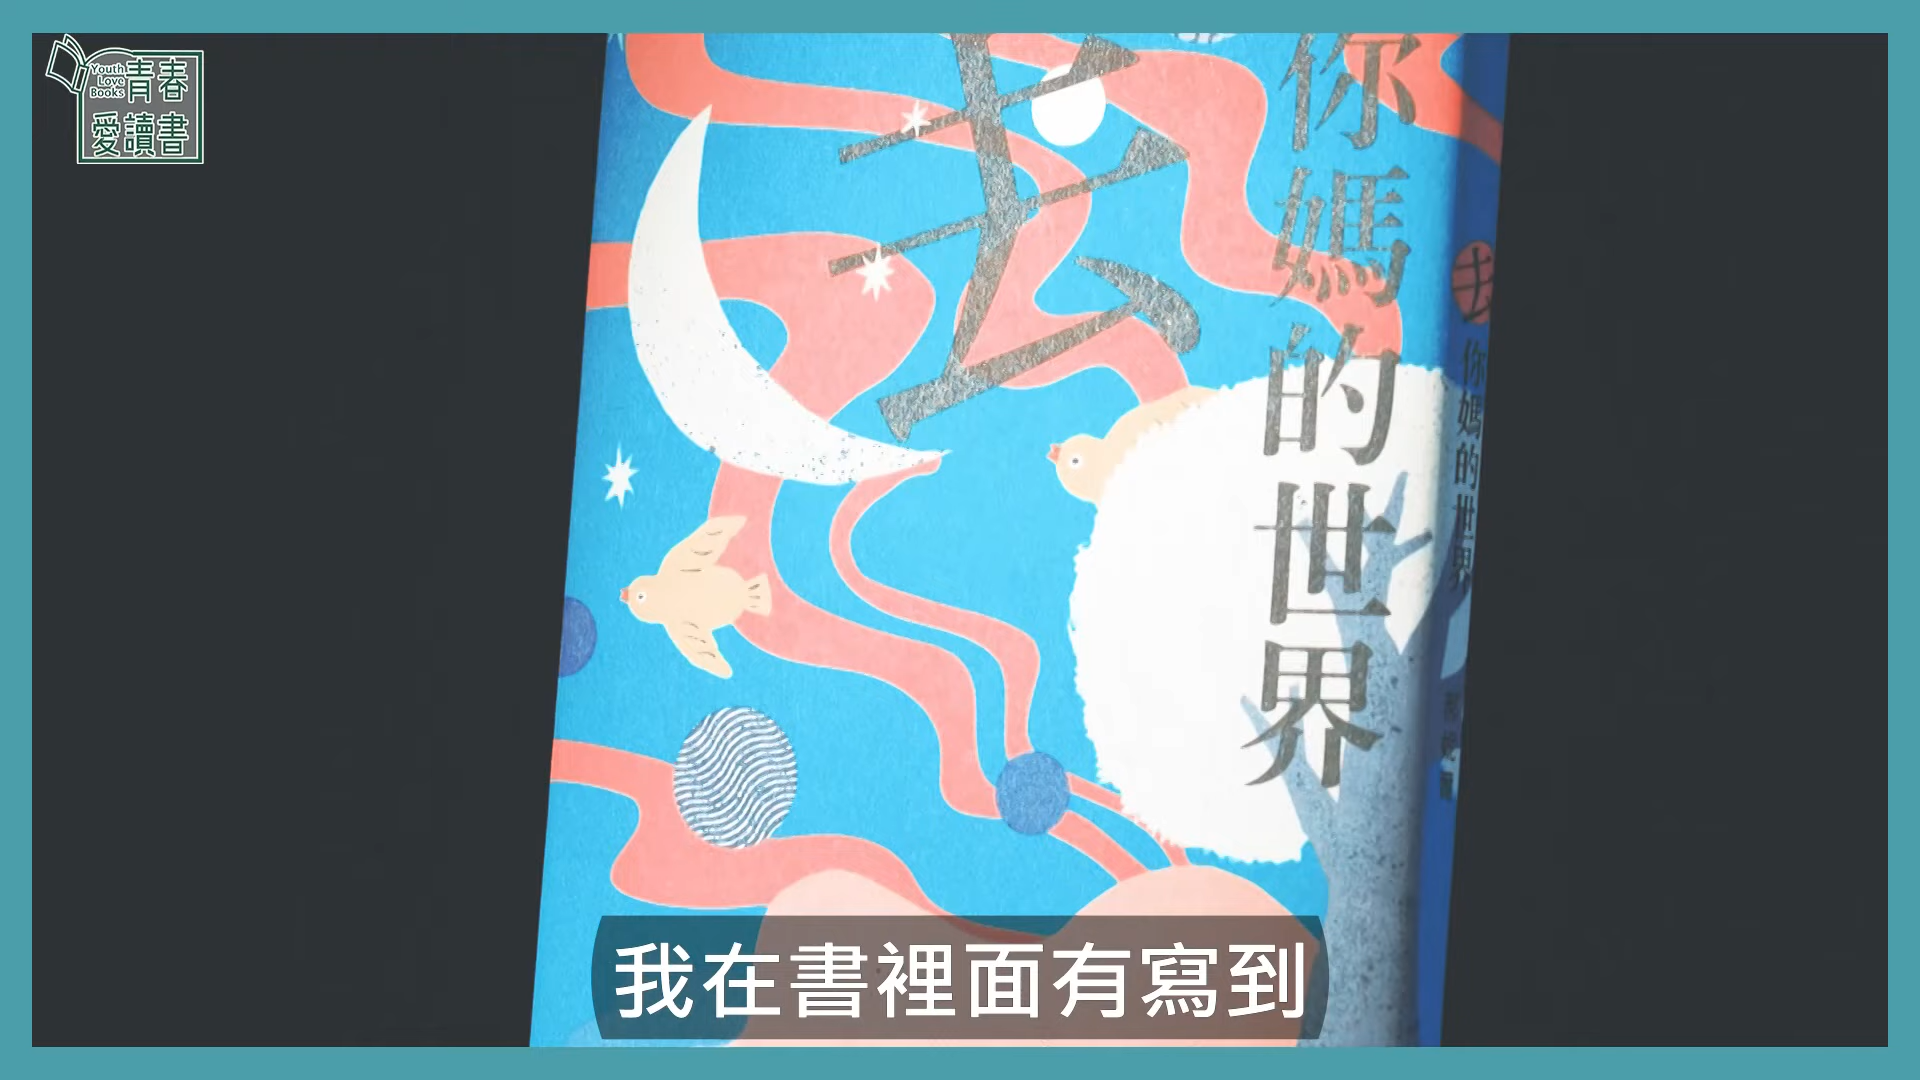 Youth
Love
Books
青春
愛讀書
去
你媽的世界
去
你媽的世界
我在書裡面有寫到